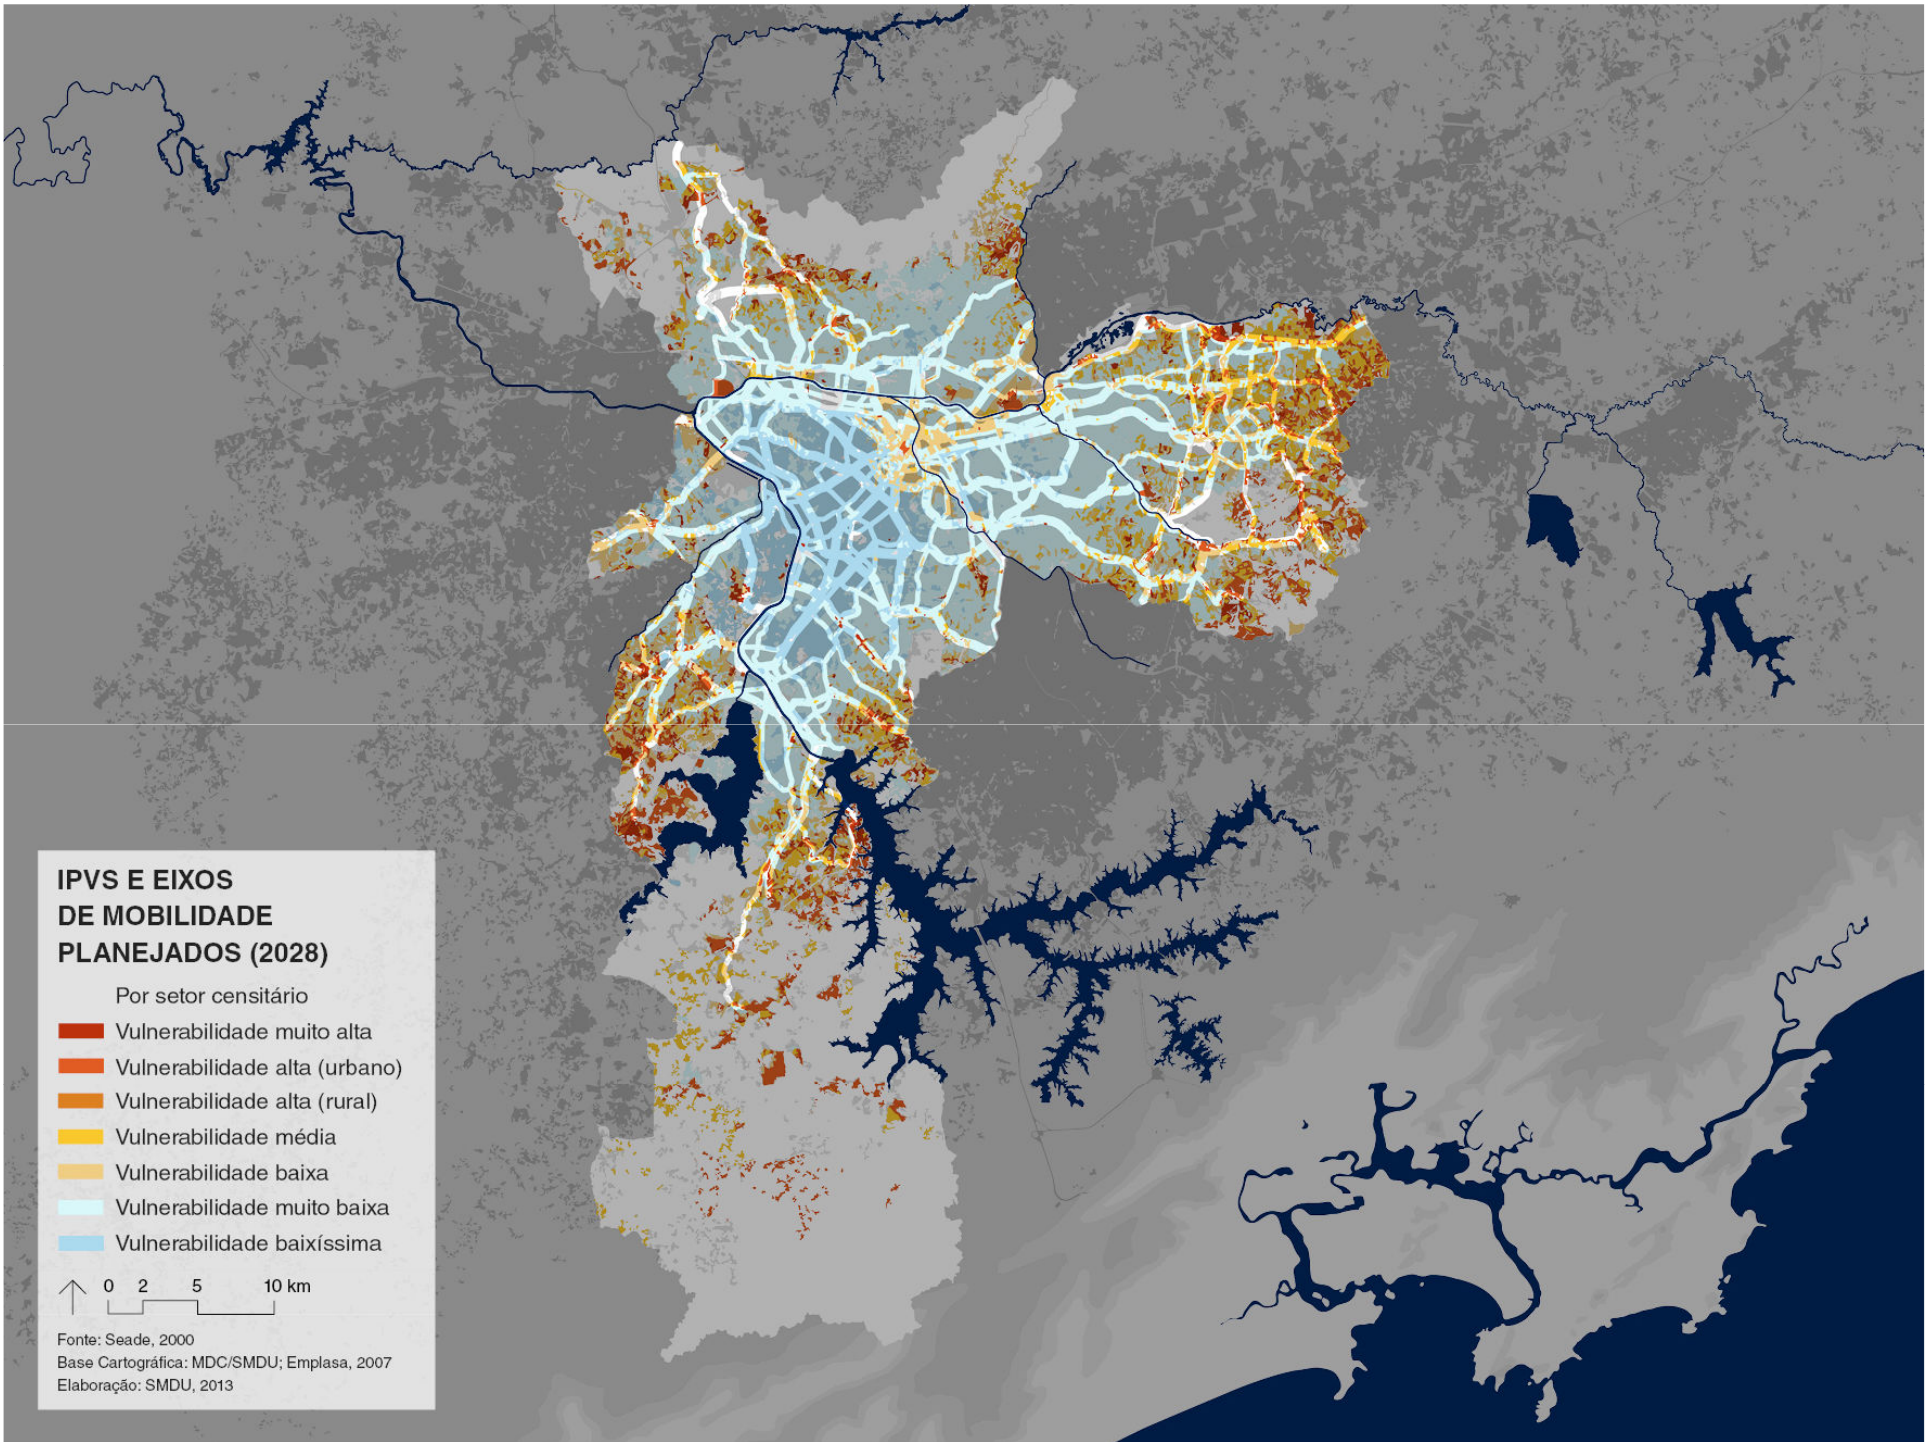 IPVS E EIXOS
DE MOBILIDADE
PLANEJADOS (2028)
Por setor censitário
Vulnerabilidade muito alta
Vulnerabilidade alta (urbano)
Vulnerabilidade alta (rural)
Vulnerabilidade média
Vulnerabilidade baixa
Vulnerabilidade muito baixa
Vulnerabilidade baixíssima
0 2 5 10 km
Fonte: Seade, 2000
Base Cartográfica: MDC/SMDU; Emplasa, 2007
Elaboração: SMDU, 2013